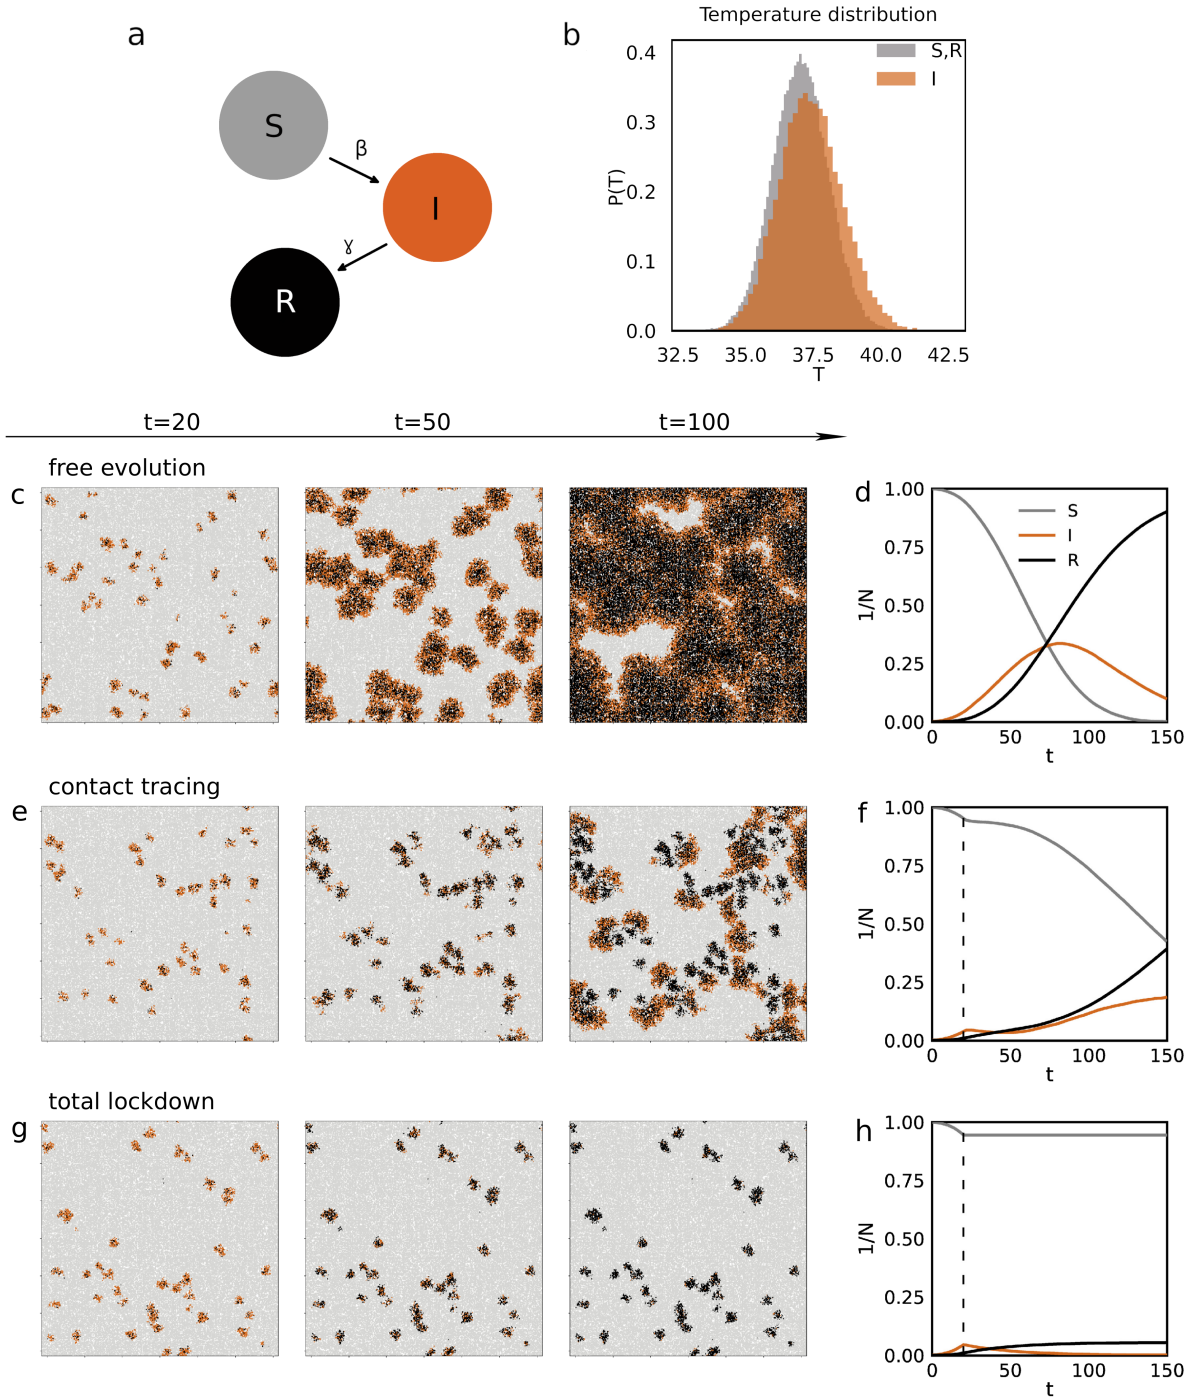 a
S
β
I
γ
R
b
Temperature distribution
S,R
I
P(T)
0.4
0.3
0.2
0.1
0.0
32.5 35.0 37.5 40.0 42.5
T
t=20 t=50 t=100
free evolution
c
d
1/N
1.00
0.75
0.50
0.25
0.00
S
I
R
0 50 100 150
t
contact tracing
e
f
1/N
1.00
0.75
0.50
0.25
0.00
0 50 100 150
t
total lockdown
g
h
1/N
1.00
0.75
0.50
0.25
0.00
0 50 100 150
t